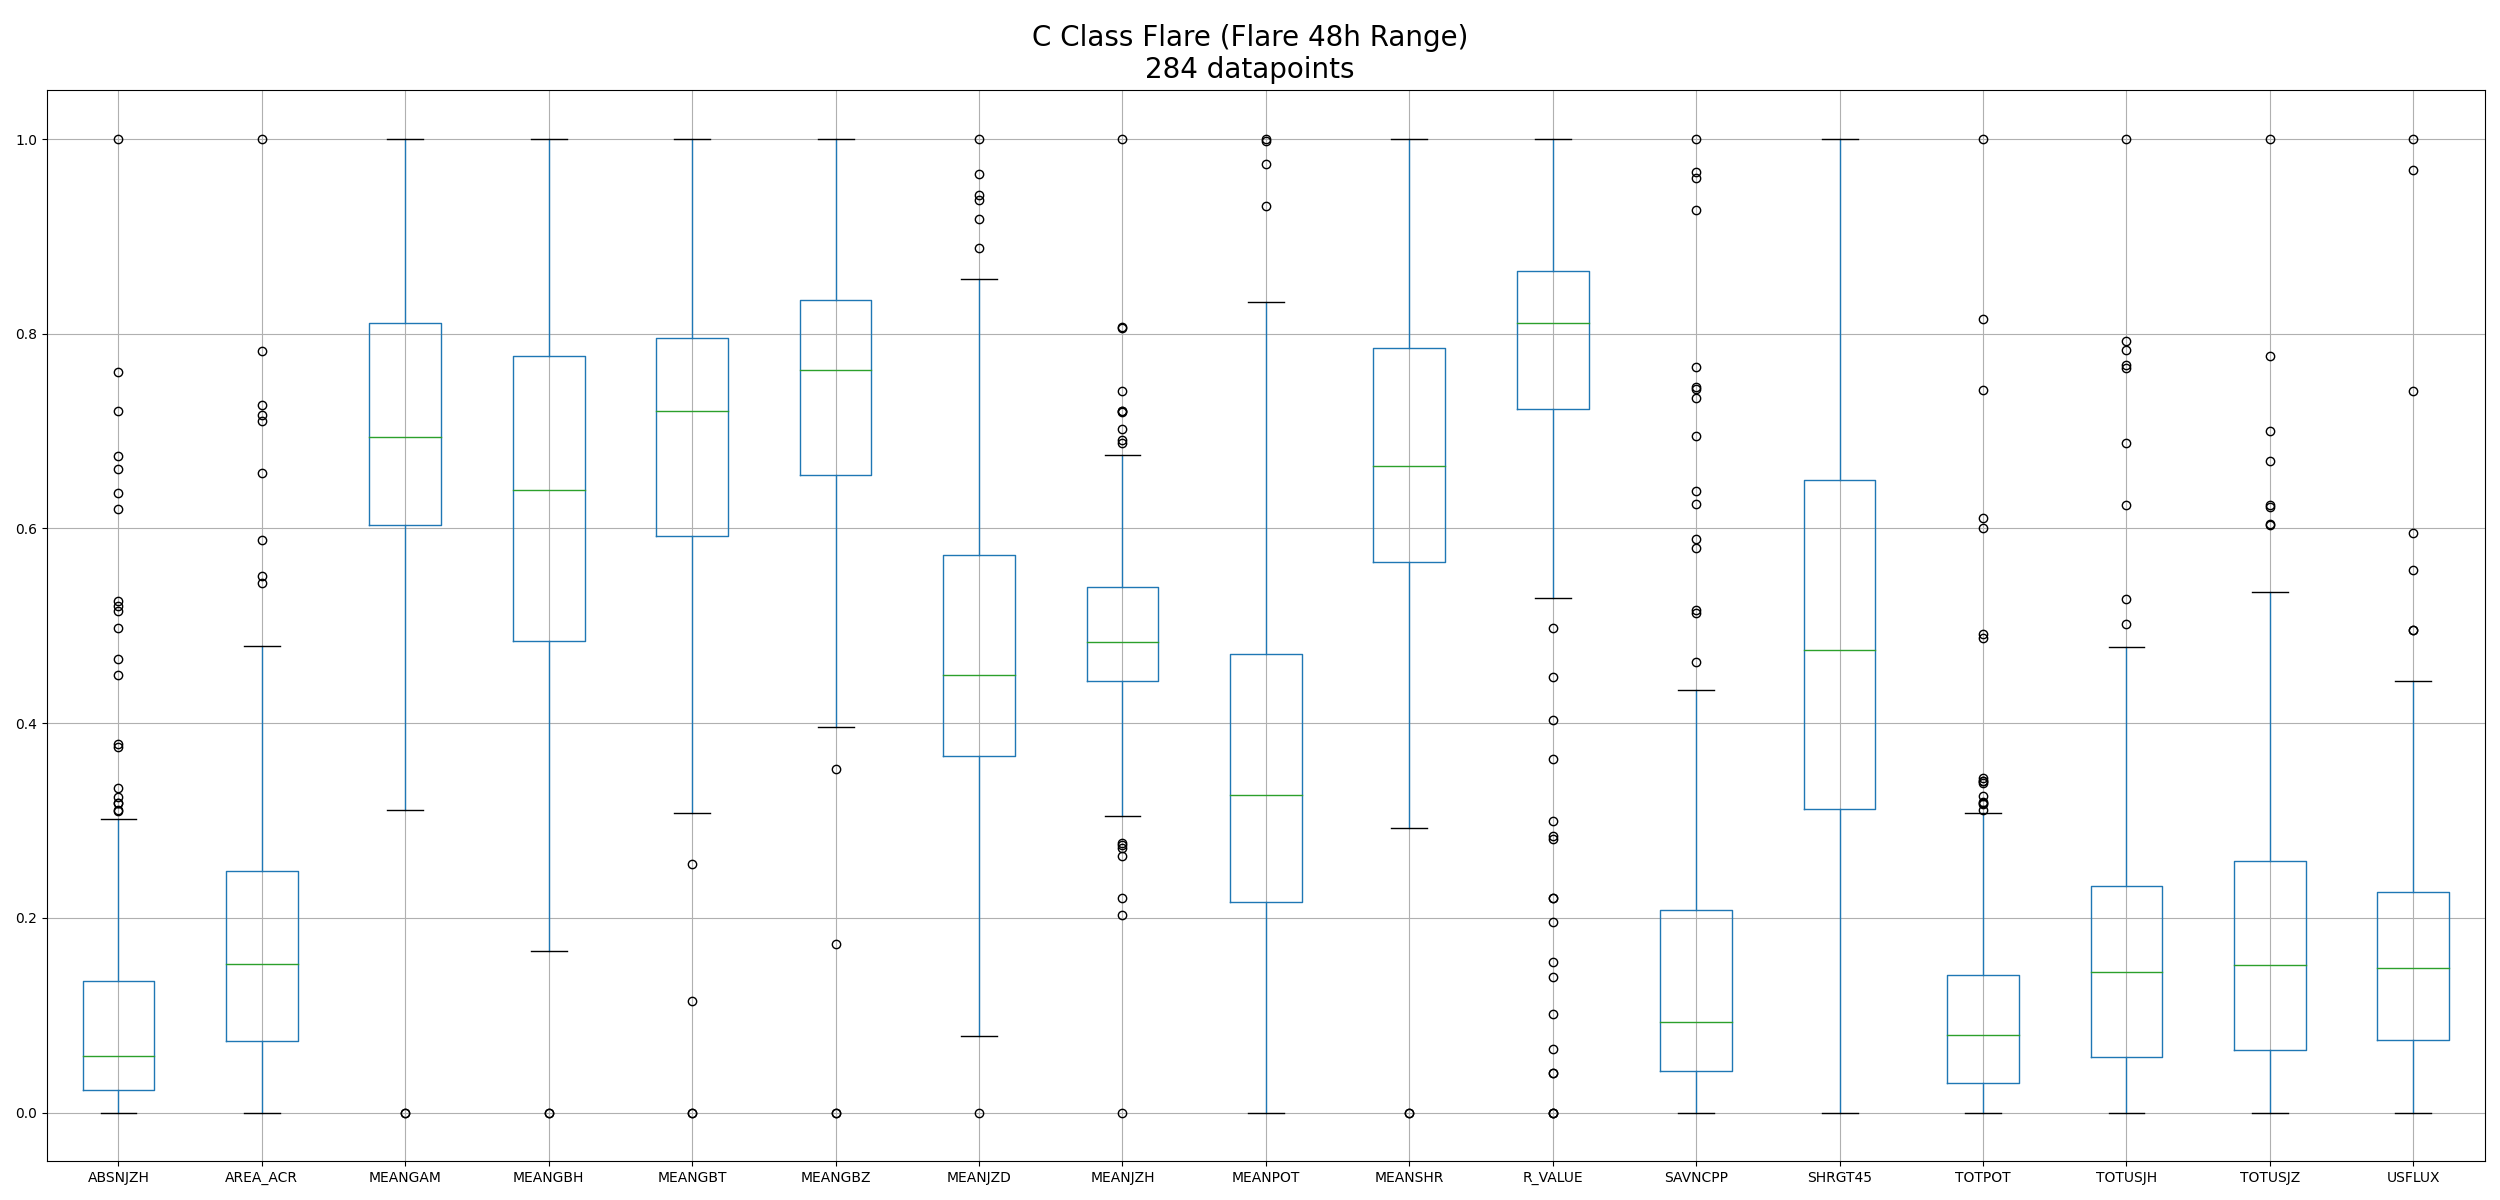 C Class Flare (Flare 48h Range)
284 datapoints
1.0
0.8
0.6
0.4
0.2
0.0
ABSNJZH AREA_ACR MEANGAM MEANGBH MEANGBT MEANGBZ MEANJZD MEANJZH MEANPOT MEANSHR R_VALUE SAVNCPP SHRGT45 TOTPOT TOTUSJH TOTUSJZ USFLUX